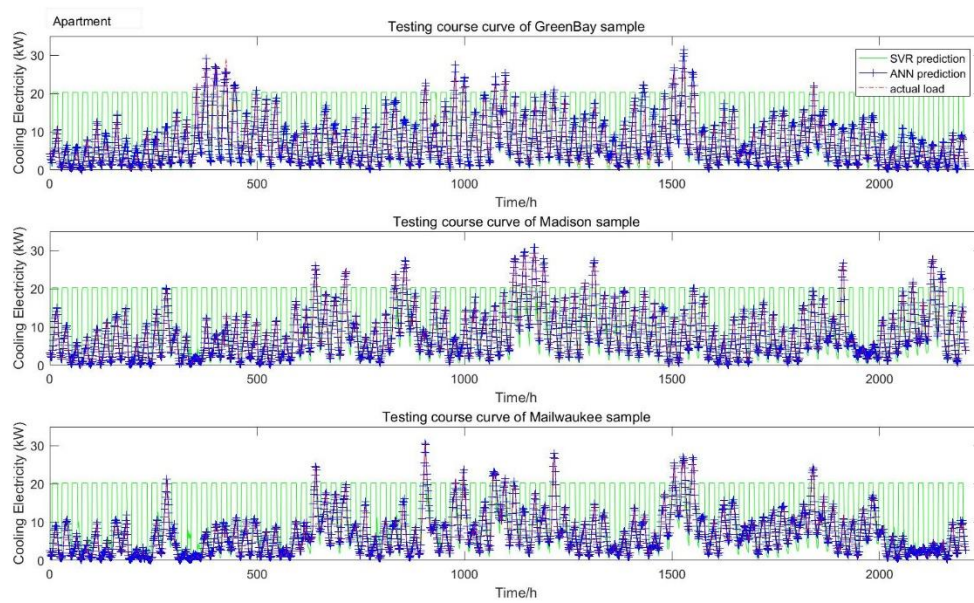 Apartment
Testing course curve of GreenBay sample
Cooling Electricity (kW)
30
20
10
0
SVR prediction
ANN prediction
actual load
0 500 1000 1500 2000
Time/h
Testing course curve of Madison sample
Cooling Electricity (kW)
30
20
10
0
0 500 1000 1500 2000
Time/h
Testing course curve of Mailwaukee sample
Cooling Electricity (kW)
30
20
10
0
0 500 1000 1500 2000
Time/h